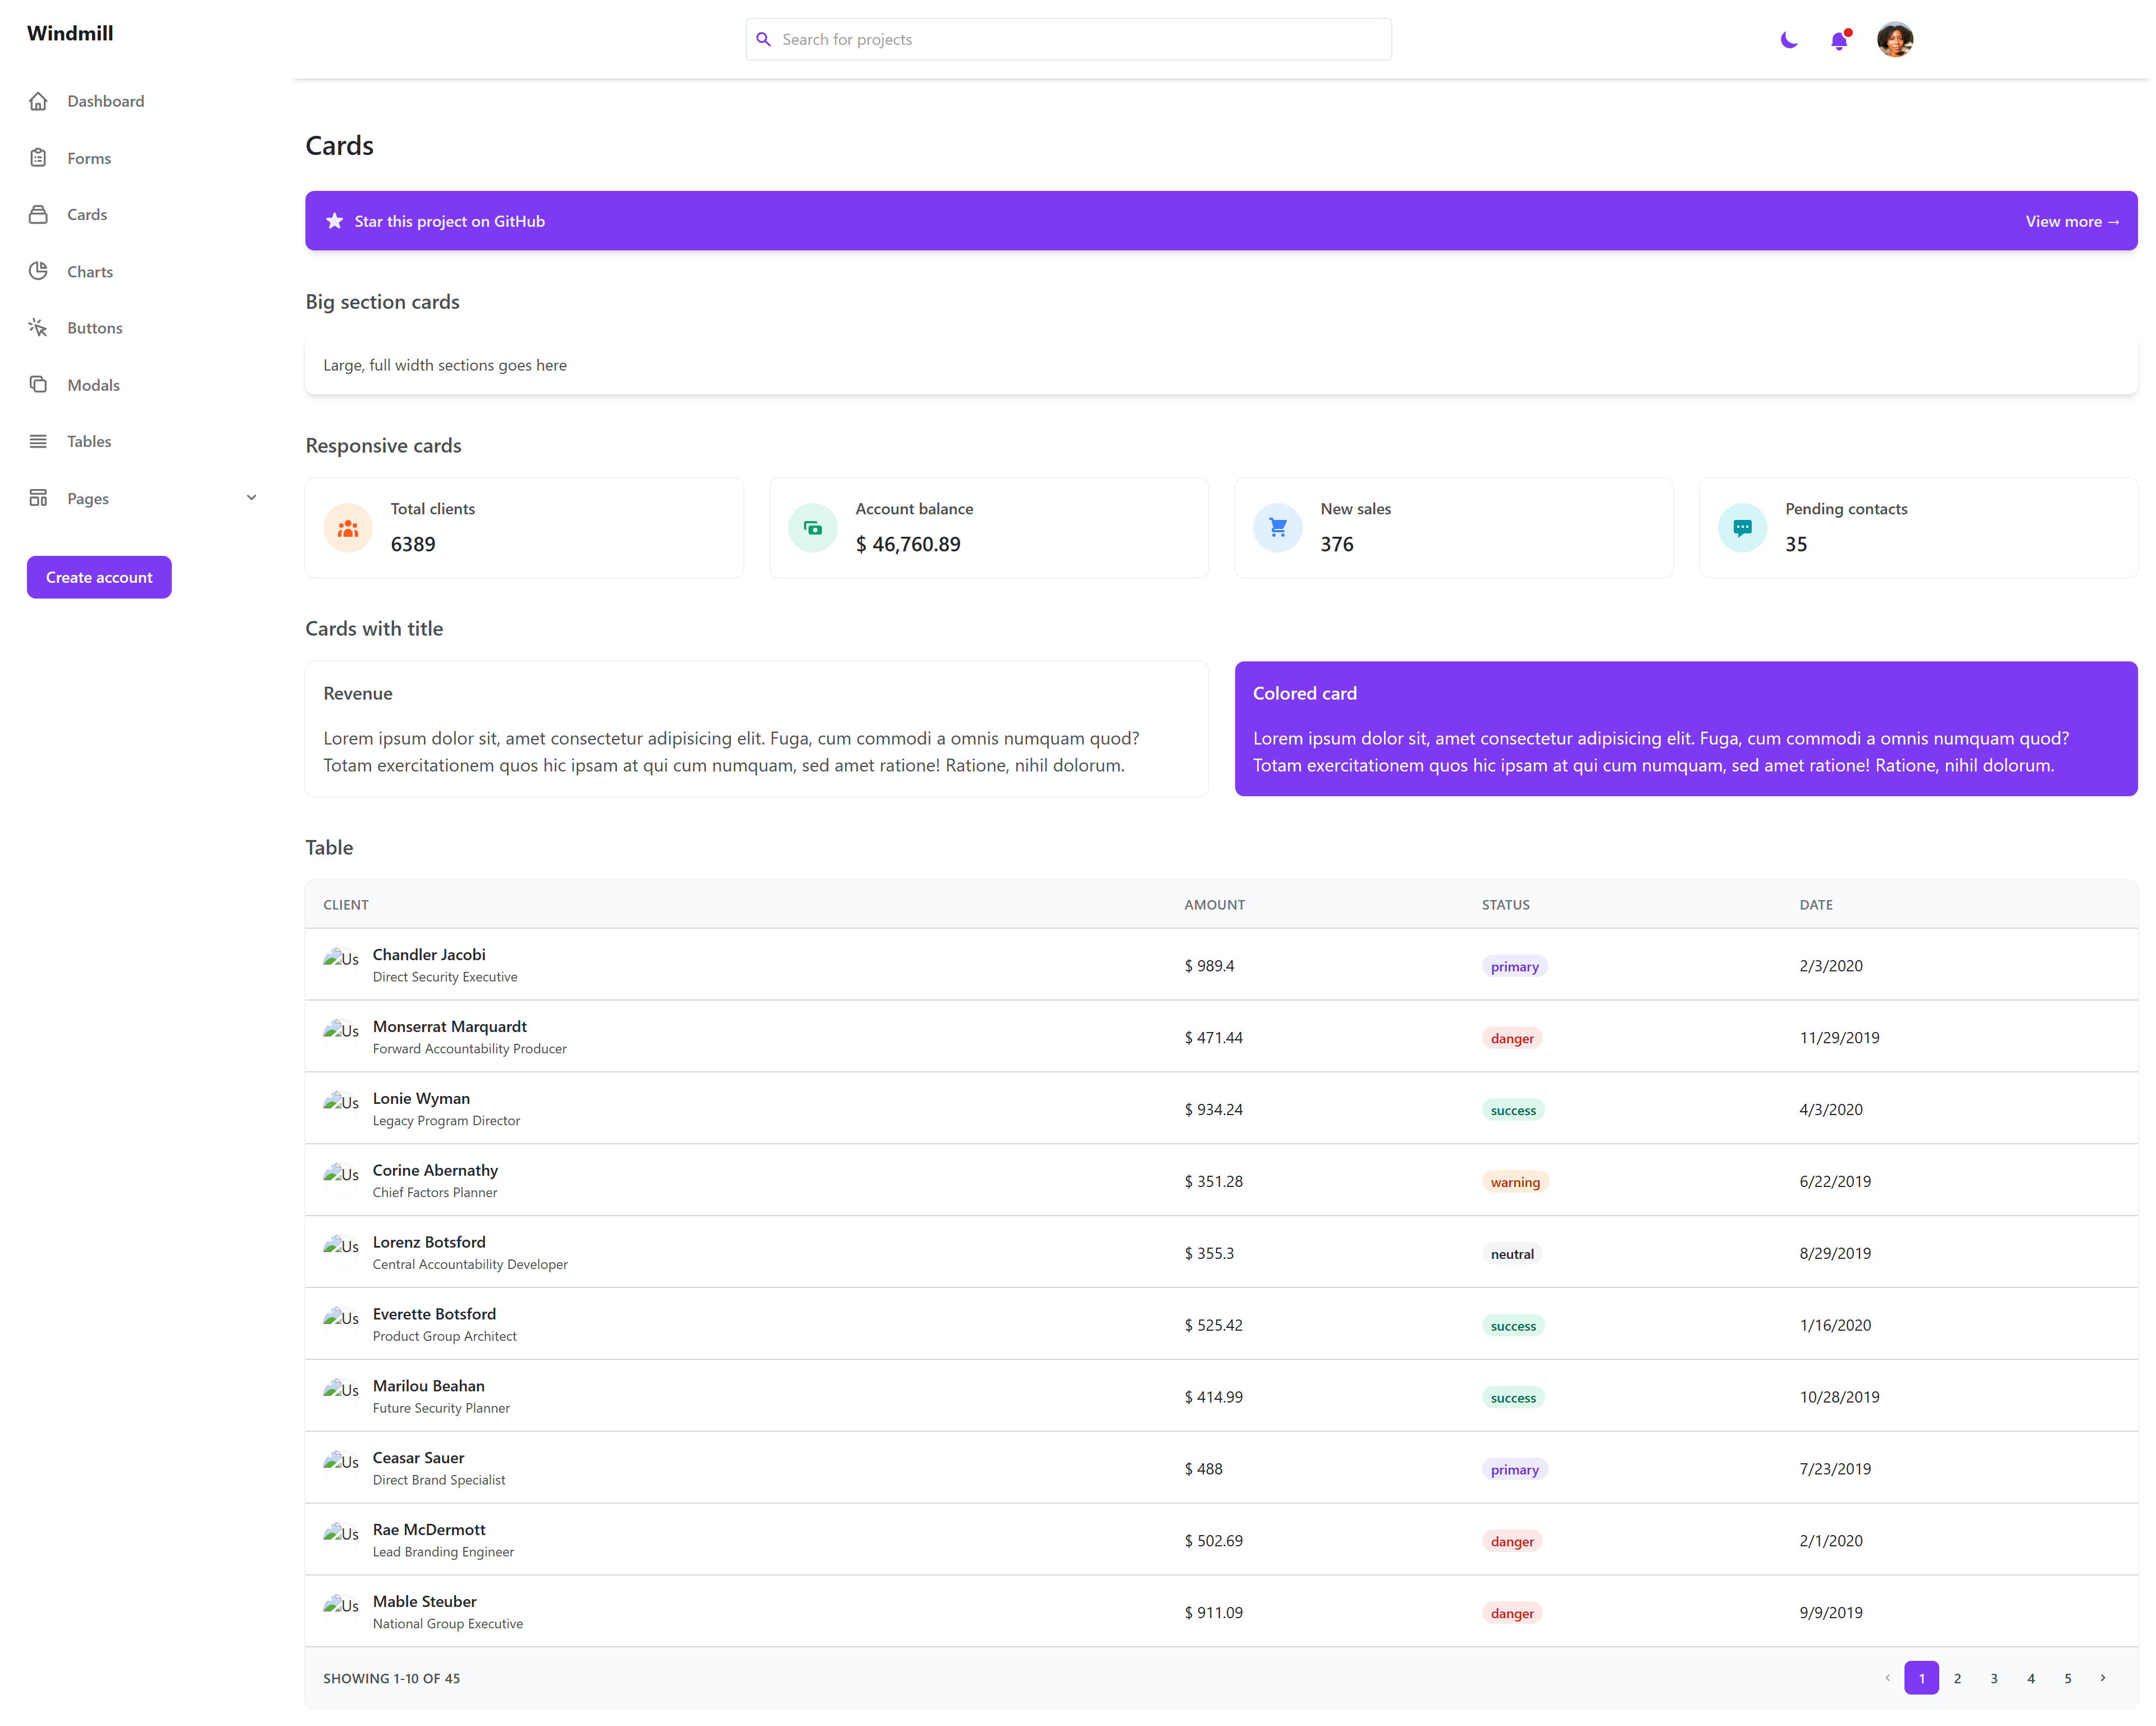 Windmill
Search for projects
Dashboard
Forms
Cards
Charts
Buttons
Modals
Tables
Pages
Create account
Cards
Star this project on GitHub
View more →
Big section cards
Large, full width sections goes here
Responsive cards
Total clients
6389
Account balance
$ 46,760.89
New sales
376
Pending contacts
35
Cards with title
Revenue
Lorem ipsum dolor sit, amet consectetur adipisicing elit. Fuga, cum commodi a omnis numquam quod?
Totam exercitationem quos hic ipsam at qui cum numquam, sed amet ratione! Ratione, nihil dolorum.
Colored card
Lorem ipsum dolor sit, amet consectetur adipisicing elit. Fuga, cum commodi a omnis numquam quod?
Totam exercitationem quos hic ipsam at qui cum numquam, sed amet ratione! Ratione, nihil dolorum.
Table
CLIENT AMOUNT STATUS DATE
Us Chandler Jacobi
Direct Security Executive
$ 989.4 primary 2/3/2020
Us Monserrat Marquardt
Forward Accountability Producer
$ 471.44 danger 11/29/2019
Us Lonie Wyman
Legacy Program Director
$ 934.24 success 4/3/2020
Us Corine Abernathy
Chief Factors Planner
$ 351.28 warning 6/22/2019
Us Lorenz Botsford
Central Accountability Developer
$ 355.3 neutral 8/29/2019
Us Everette Botsford
Product Group Architect
$ 525.42 success 1/16/2020
Us Marilou Beahan
Future Security Planner
$ 414.99 success 10/28/2019
Us Ceasar Sauer
Direct Brand Specialist
$ 488 primary 7/23/2019
Us Rae McDermott
Lead Branding Engineer
$ 502.69 danger 2/1/2020
Us Mable Steuber
National Group Executive
$ 911.09 danger 9/9/2019
SHOWING 1-10 OF 45
1 2 3 4 5